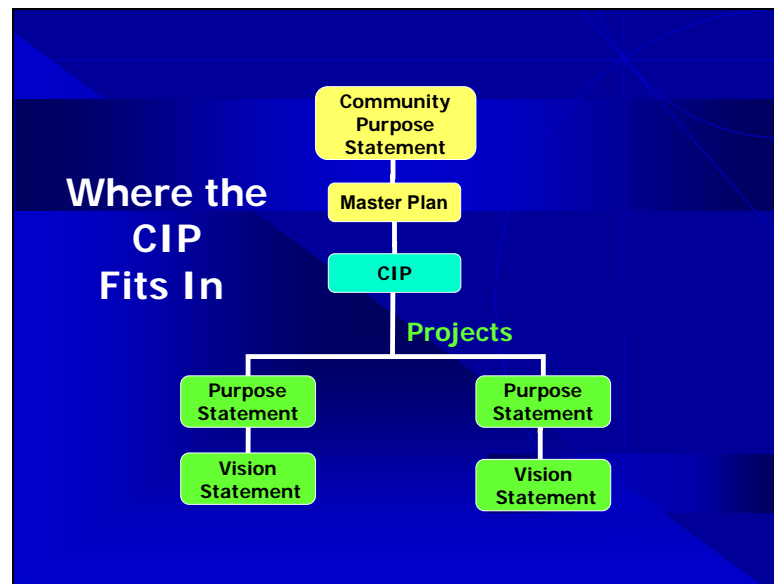 Where the
CIP
Fits In
Community
Purpose
Statement
Master Plan
CIP
Projects
Purpose
Statement
Vision
Statement
Purpose
Statement
Vision
Statement